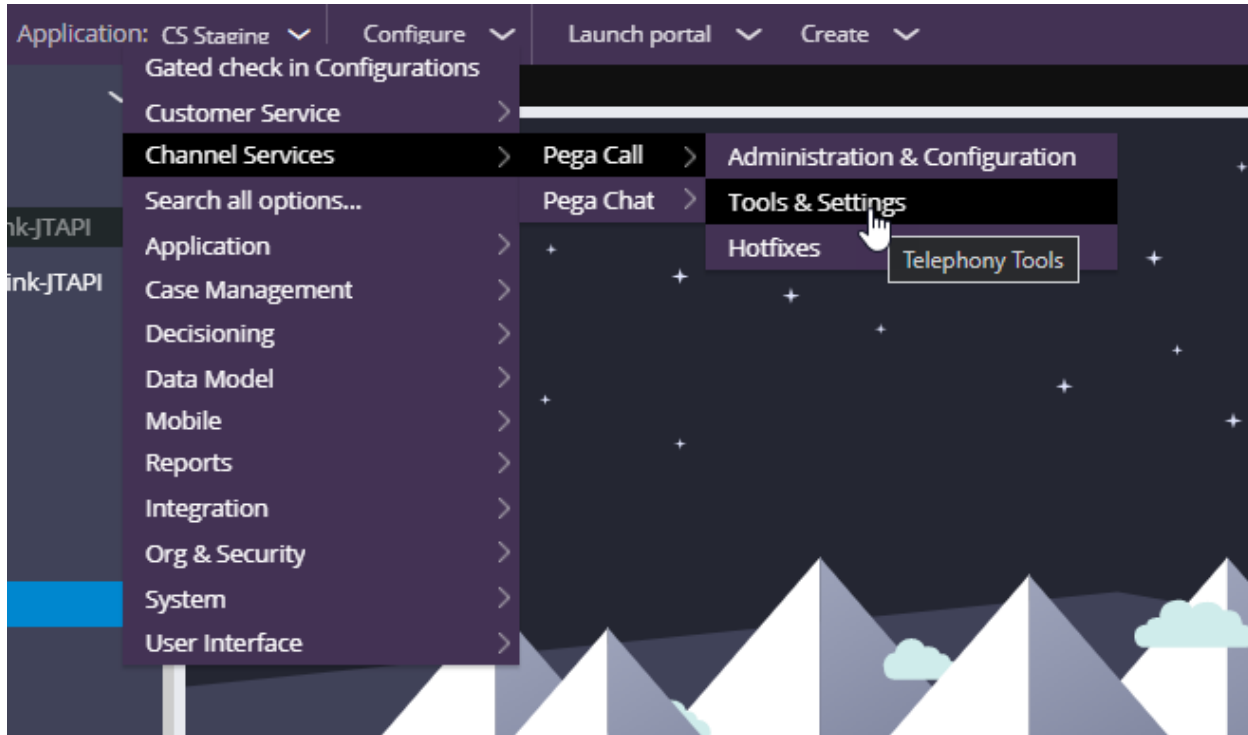 Application: CS Staging Configure Launch portal Create
Gated check in Configurations
Customer Service
Channel Services Pega Call Administration & Configuration
Search all options... Pega Chat Tools & Settings
nk-JTAPI
Application Hotfixes
Telephony Tools
ink-JTAPI
Case Management
Decisioning
Data Model
Mobile
Reports
Integration
Org & Security
System
User Interface